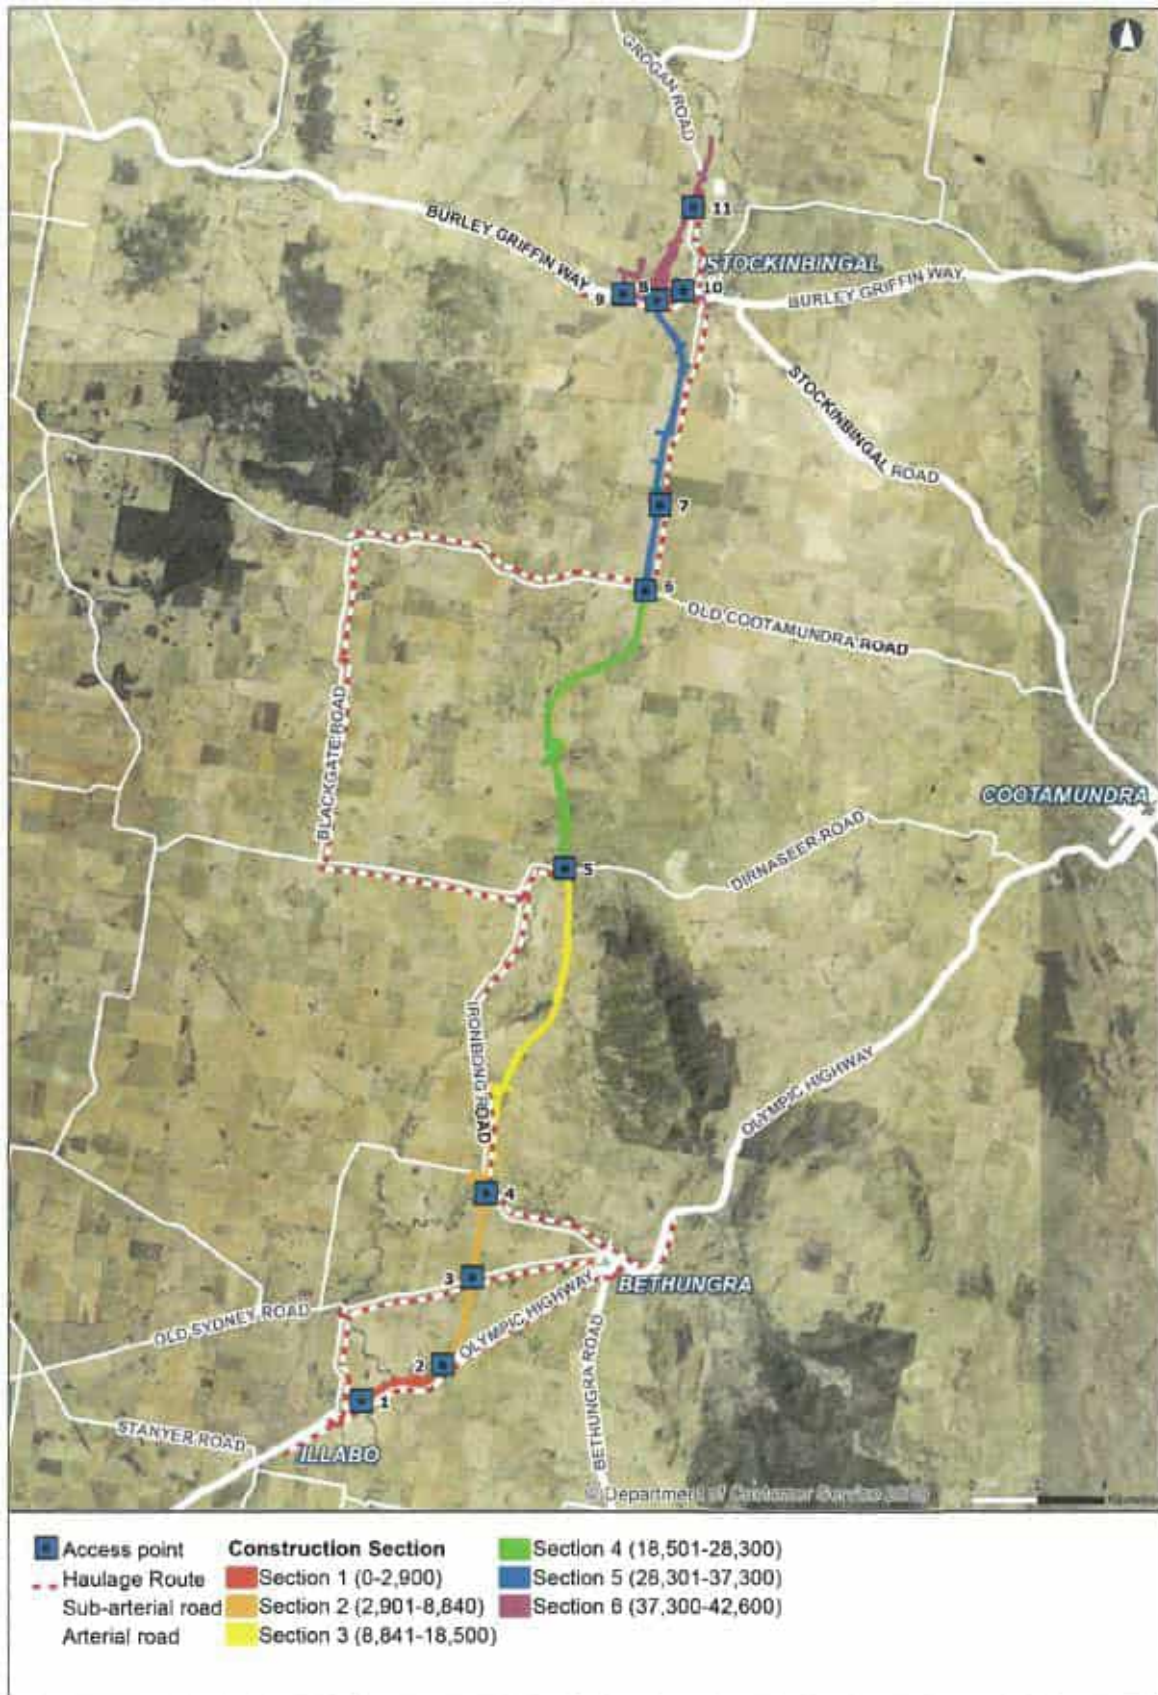 GROGAN ROAD
11
BURLEY GRIFFIN WAY
STOCKINBINGAL
9
8
10
BURLEY GRIFFIN WAY
STOCKINBINGAL ROAD
7
6
OLD COOTAMUNDRA ROAD
BLACKGATE ROAD
COOTAMUNDRA
DIRNASEER ROAD
5
IRONBONG ROAD
OLYMPIC HIGHWAY
4
3
BETHUNGRA
OLD SYDNEY ROAD
OLYMPIC HIGHWAY
2
BETHUNGRA ROAD
1
STANYER ROAD
ILLABO
© Department of Customer Service
Access point
Haulage Route
Sub-arterial road
Arterial road
Construction Section
Section 1 (0-2,900)
Section 2 (2,901-8,840)
Section 3 (8,841-18,500)
Section 4 (18,501-28,300)
Section 5 (28,301-37,300)
Section 6 (37,300-42,600)